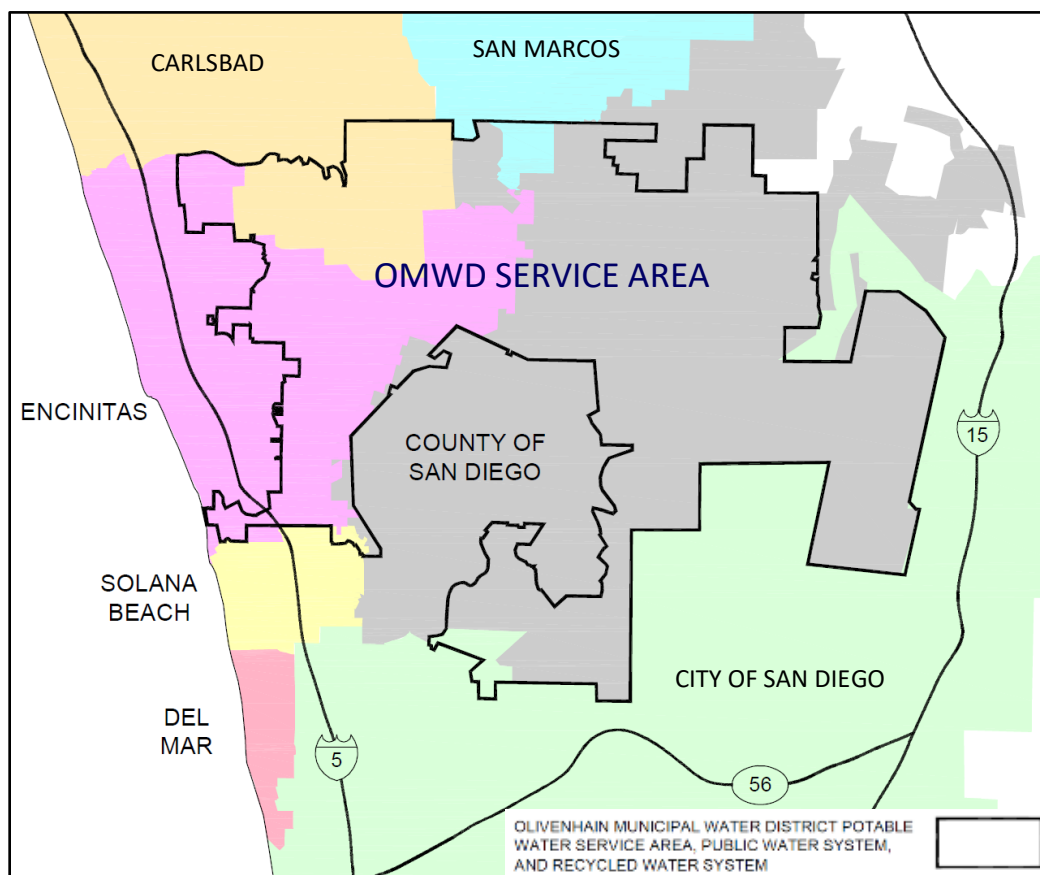 CARLSBAD
SAN MARCOS
OMWD SERVICE AREA
ENCINITAS
COUNTY OF
SAN DIEGO
15
SOLANA
BEACH
CITY OF SAN DIEGO
DEL
MAR
5
56
OLIVENHAIN MUNICIPAL WATER DISTRICT POTABLE
WATER SERVICE AREA, PUBLIC WATER SYSTEM,
AND RECYCLED WATER SYSTEM